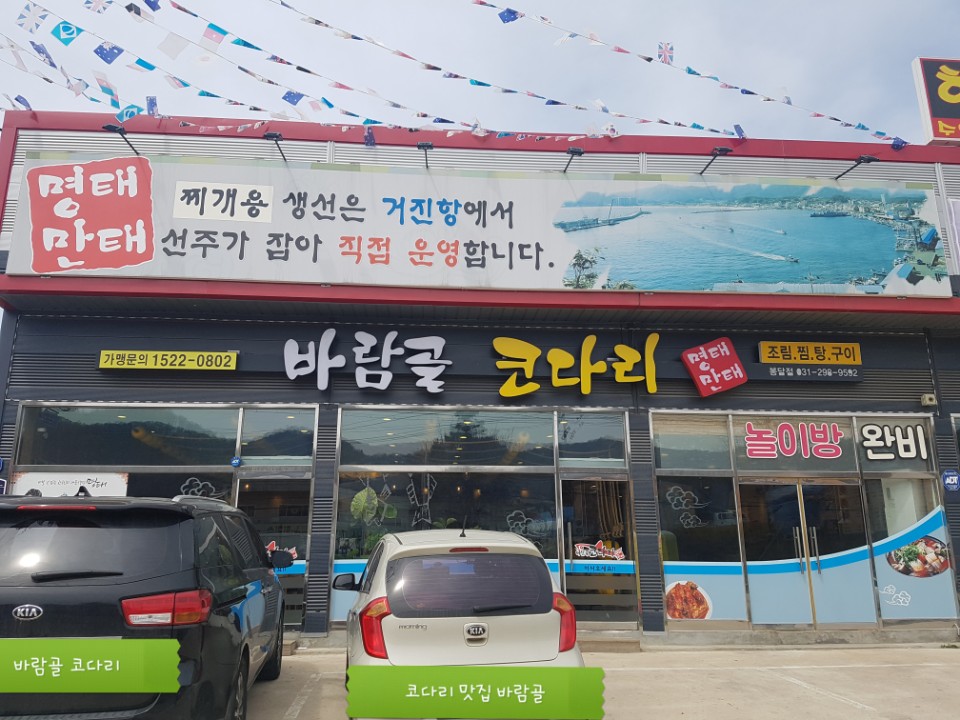 명태
만태
찌개용 생선은 거진항에서
선주가 잡아 직접 운영합니다.
가맹문의 1522-0802
바람골 코다리
명태
만태
조림.찜.탕.구이
놀이방 완비
ADT
KIA
morning
KIA
바람골 코다리
코다리 맛집 바람골